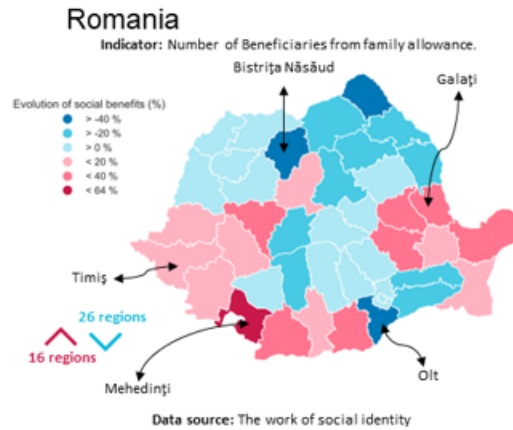 Romania
Indicator: Number of Beneficiaries from family allowance.
Bistrița Năsăud
Galați
Evolution of social benefits (%)
> -40 %
> -20 %
> 0 %
< 20 %
< 40 %
< 64 %
Timiș
26 regions
16 regions
Mehedinți
Olt
Data source: The work of social identity